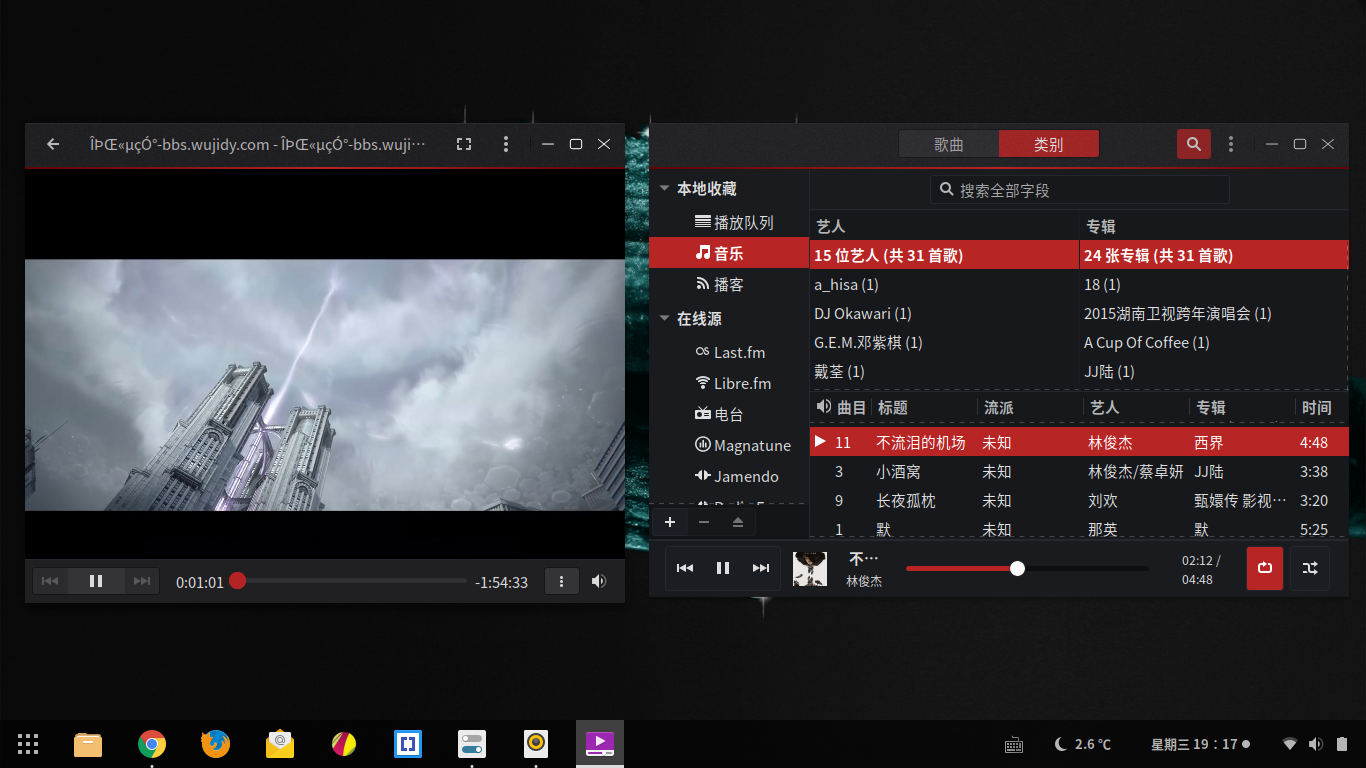 ÎÞŒ«µçÓ°-bbs.wujidy.com - ÎÞŒ«µçÓ°-bbs.wuji…
0:01:01
-1:54:33
歌曲 类别
本地收藏
播放队列
音乐
播客
在线源
Last.fm
Libre.fm
电台
Magnatune
Jamendo
搜索全部字段
艺人 专辑
15 位艺人 (共 31 首歌) 24 张专辑 (共 31 首歌)
a_hisa (1) 18 (1)
DJ Okawari (1) 2015湖南卫视跨年演唱会 (1)
G.E.M.邓紫棋 (1) A Cup Of Coffee (1)
戴荃 (1) JJ陆 (1)
曲目 标题 流派 艺人 专辑 时间
11 不流泪的机场 未知 林俊杰 西界 4:48
3 小酒窝 未知 林俊杰/蔡卓妍 JJ陆 3:38
9 长夜孤枕 未知 刘欢 甄嬛传 影视… 3:20
1 默 未知 那英 默 5:25
不…
林俊杰
02:12 /
04:48
2.6 ℃ 星期三 19：17